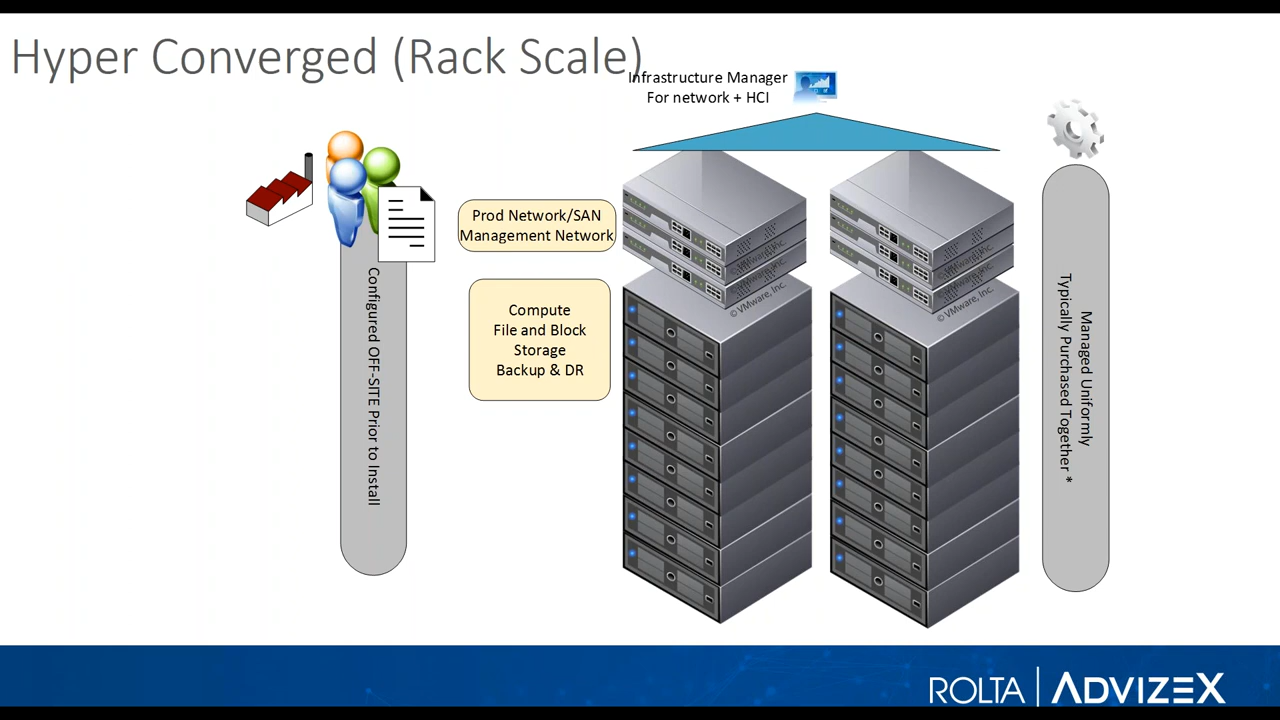 Hyper Converged (Rack Scale)
Infrastructure Manager
For network + HCI
Prod Network/SAN
Management Network
Compute
File and Block
Storage
Backup & DR
Configured OFF-SITE Prior to Install
Managed Uniformly
Typically Purchased Together *
© VMware, Inc.
© VMware, Inc.
ROLTA | ADVIZEX